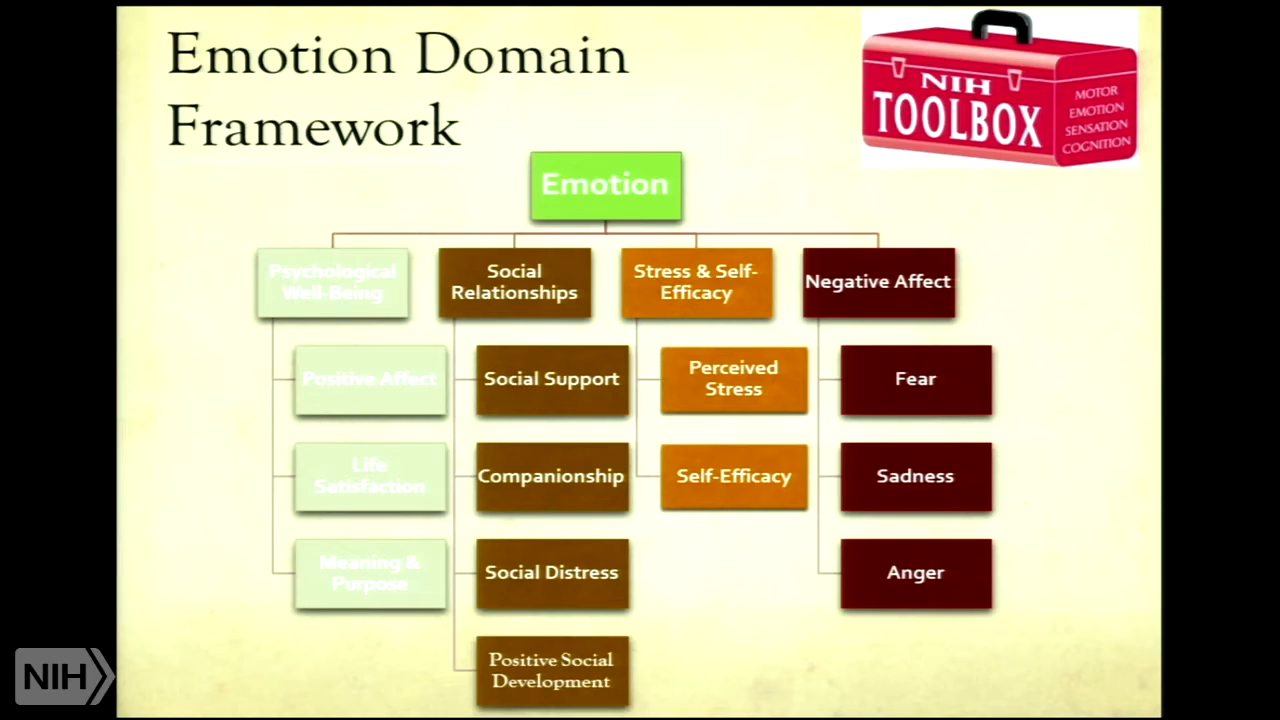 Emotion Domain
Framework
NIH
TOOLBOX
MOTOR
EMOTION
SENSATION
COGNITION
Emotion
Psychological
Well-Being
Social
Relationships
Stress & Self-
Efficacy
Negative Affect
Positive Affect
Social Support
Perceived
Stress
Fear
Life
Satisfaction
Companionship
Self-Efficacy
Sadness
Meaning &
Purpose
Social Distress
Anger
Positive Social
Development
NIH